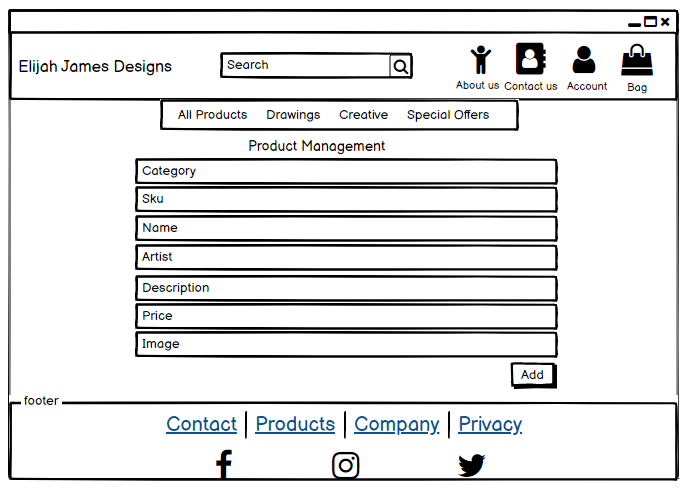 Elijah James Designs
Search
About us
Contact us
Account
Bag
All Products Drawings Creative Special Offers
Product Management
Category
Sku
Name
Artist
Description
Price
Image
Add
footer
Contact | Products | Company | Privacy